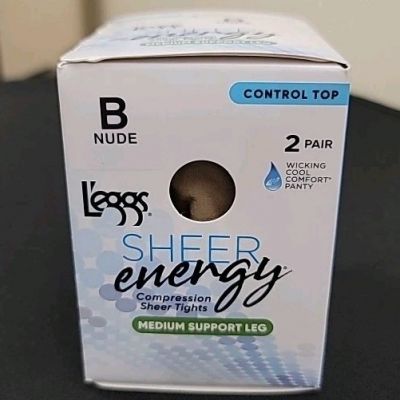 CONTROL TOP
B
NUDE
2 PAIR
WICKING
COOL
COMFORT*
PANTY
L'eggs®
SHEER
energy®
Compression
Sheer Tights
MEDIUM SUPPORT LEG